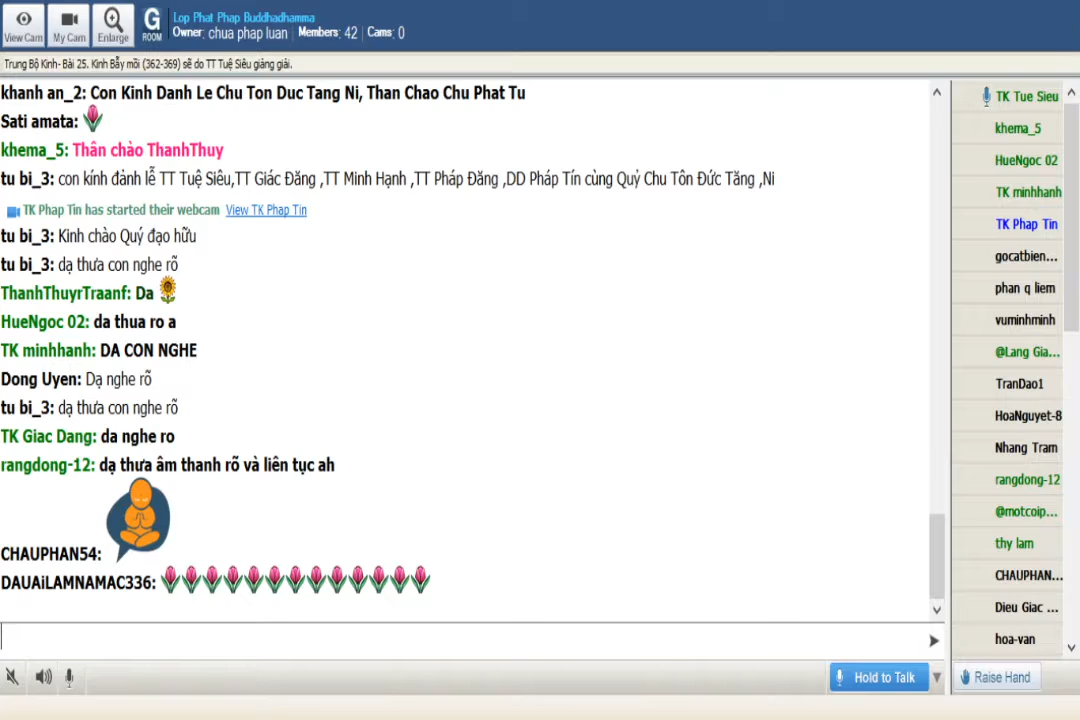 View Cam
My Cam
Enlarge
G
ROOM
Lop Phat Phap Buddhadhamma
Owner: chua phap luan | Members: 42 | Cams: 0
Trung Bộ Kinh- Bài 25. Kinh Bẫy mồi (362-369) sẽ do TT Tuệ Siêu giảng giải.
khanh an_2: Con Kinh Danh Le Chu Ton Duc Tang Ni, Than Chao Chu Phat Tu
Sati amata:
khema_5: Thân chào ThanhThuy
tu bi_3: con kính đảnh lễ TT Tuệ Siêu,TT Giác Đăng ,TT Minh Hạnh ,TT Pháp Đăng ,DD Pháp Tín cùng Quý Chu Tôn Đức Tăng ,Ni
TK Phap Tin has started their webcam View TK Phap Tin
tu bi_3: Kinh chào Quý đạo hữu
tu bi_3: dạ thưa con nghe rõ
ThanhThuyrTraanf: Da
HueNgoc 02: da thua ro a
TK minhhanh: DA CON NGHE
Dong Uyen: Dạ nghe rõ
tu bi_3: dạ thưa con nghe rõ
TK Giac Dang: da nghe ro
rangdong-12: dạ thưa âm thanh rõ và liên tục ah
CHAUPHAN54:
DAUAiLAMNAMAC336:
TK Tue Sieu
khema_5
HueNgoc 02
TK minhhanh
TK Phap Tin
gocatbien...
phan q liem
vuminhminh
@Lang Gia...
TranDao1
HoaNguyet-8
Nhang Tram
rangdong-12
@motcoip...
thy lam
CHAUPHAN...
Dieu Giac ...
hoa-van
Hold to Talk
Raise Hand